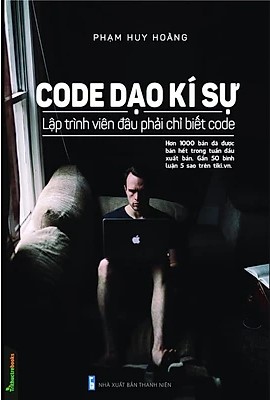 PHẠM HUY HOÀNG
CODE DẠO KÍ SỰ
Lập trình viên đâu phải chỉ biết code
Hơn 1000 bản đã được
bán hết trong tuần đầu
xuất bản. Gần 50 bình
luận 5 sao trên tiki.vn.
NHÀ XUẤT BẢN THANH NIÊN